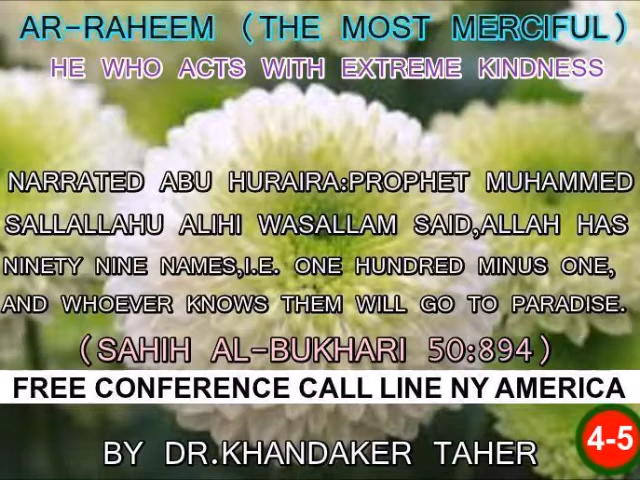 AR-RAHEEM (THE MOST MERCIFUL)
HE WHO ACTS WITH EXTREME KINDNESS
NARRATED ABU HURAIRA:PROPHET MUHAMMED
SALLALLAHU ALIHI WASALLAM SAID,ALLAH HAS
NINETY NINE NAMES,I.E. ONE HUNDRED MINUS ONE,
AND WHOEVER KNOWS THEM WILL GO TO PARADISE.
(SAHIH AL-BUKHARI 50:894)
FREE CONFERENCE CALL LINE NY AMERICA
4-5
BY DR.KHANDAKER TAHER